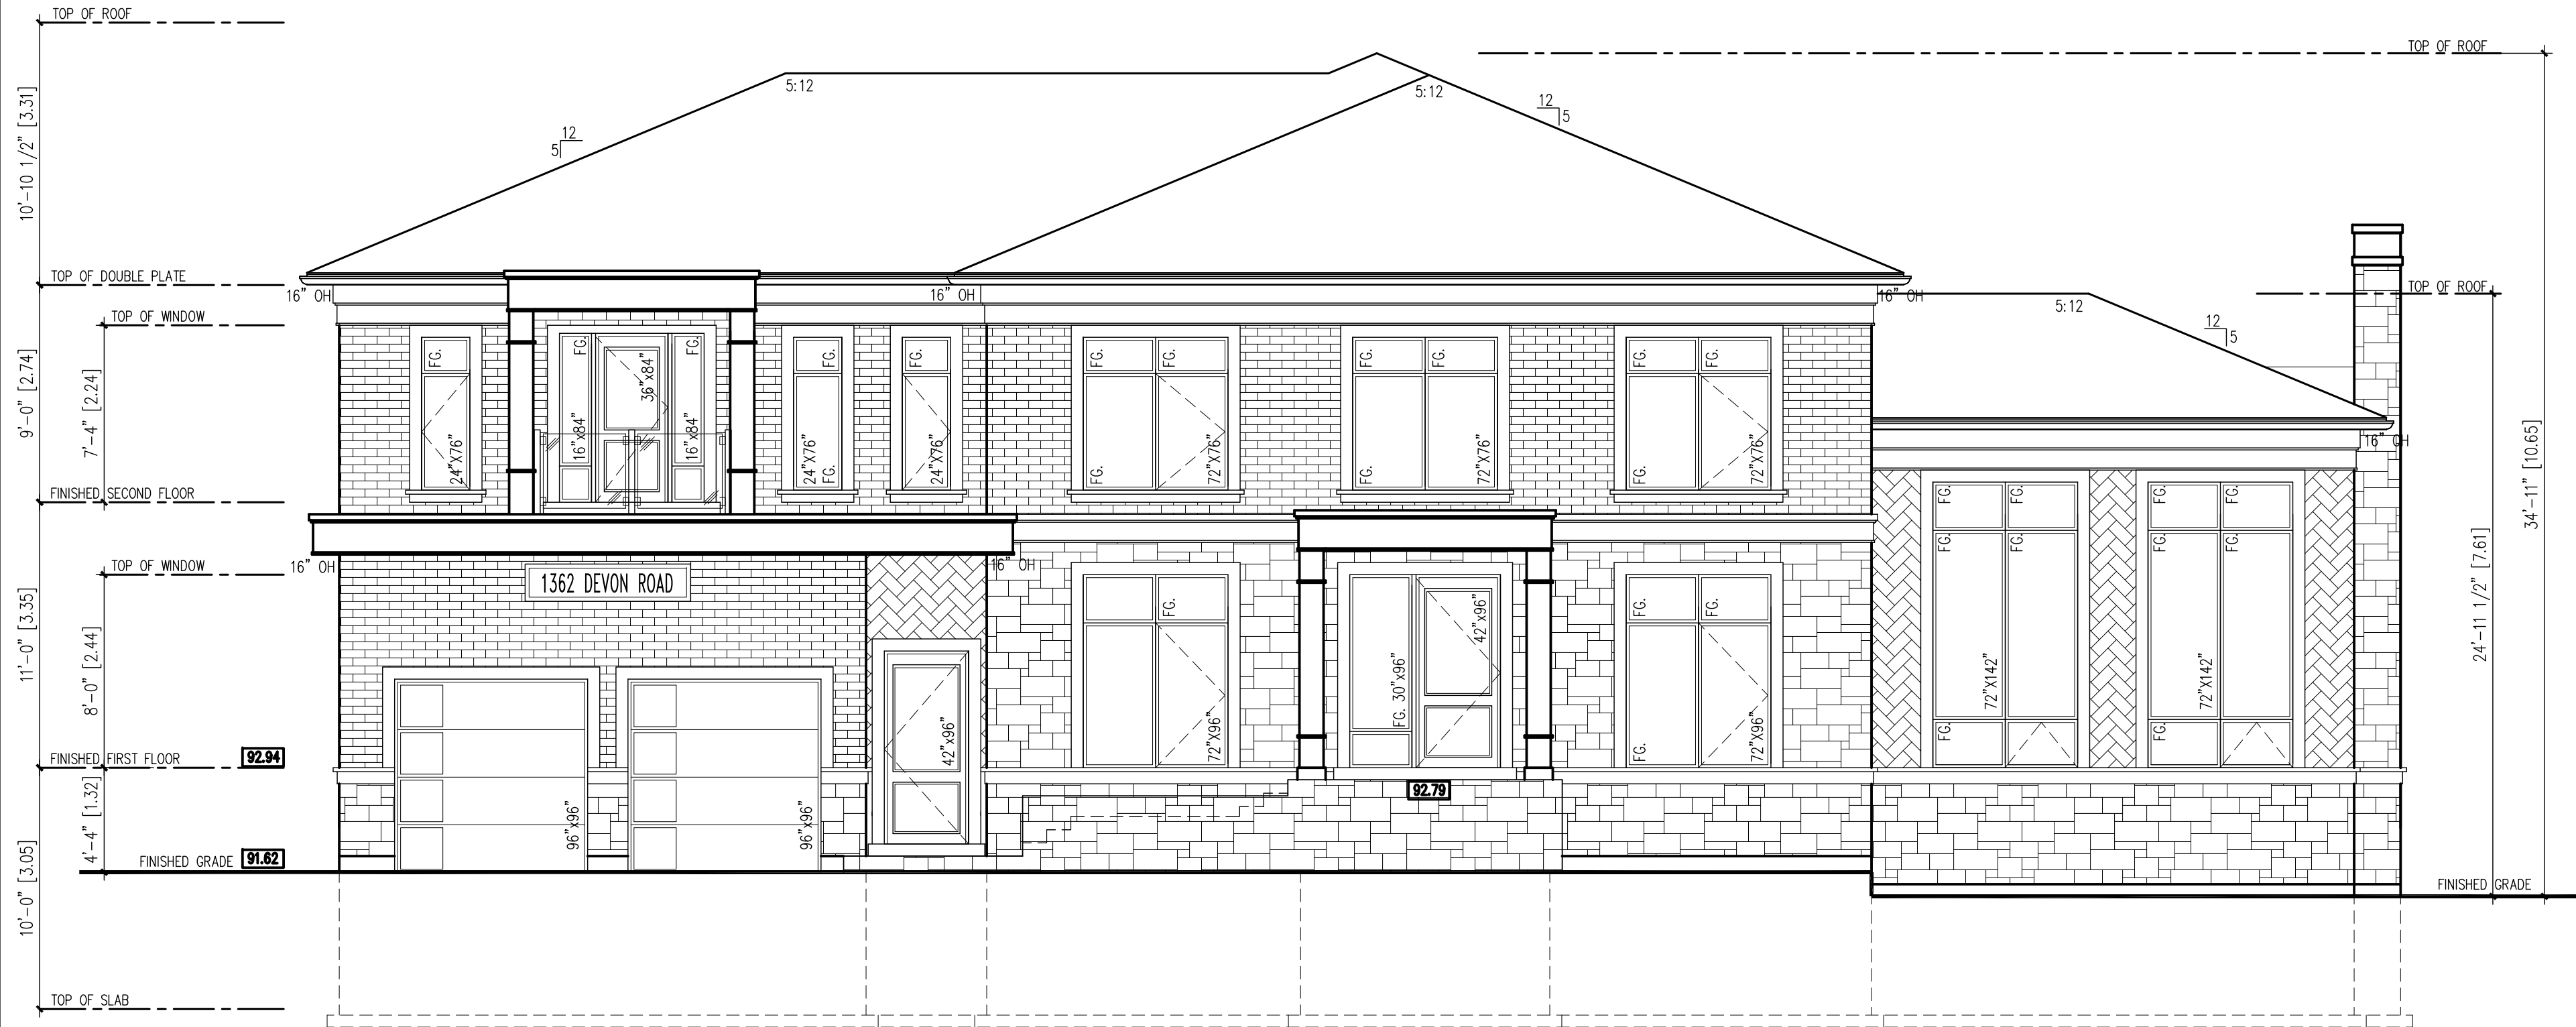 TOP OF ROOF
TOP OF ROOF
5:12
5:12
12
5
12
5
10'-10 1/2" [3.31]
TOP OF DOUBLE PLATE
16" OH
16" OH
16" OH
TOP OF ROOF
5:12
12
5
TOP OF WINDOW
9'-0" [2.74]
7'-4" [2.24]
FG.
24"X76"
FG.
16"x84"
36"x84"
FG.
16"x84"
FG.
24"X76"
FG.
FG.
24"X76"
FG.
FG.
FG.
72"X76"
FG.
FG.
FG.
72"X76"
FG.
FG.
FG.
72"X76"
16" OH
34'-11" [10.65]
FINISHED SECOND FLOOR
FG.
FG.
FG.
FG.
FG.
FG.
FG.
FG.
24'-11 1/2" [7.61]
TOP OF WINDOW
16" OH
16" OH
1362 DEVON ROAD
11'-0" [3.35]
8'-0" [2.44]
FG.
72"X96"
FG. 30"x96"
42"x96"
FG.
FG.
FG.
72"X96"
72"X142"
72"X142"
FG.
FG.
42"x96"
FINISHED FIRST FLOOR
92.94
92.79
4'-4" [1.32]
96"x96"
96"x96"
FINISHED GRADE
91.62
FINISHED GRADE
10'-0" [3.05]
TOP OF SLAB